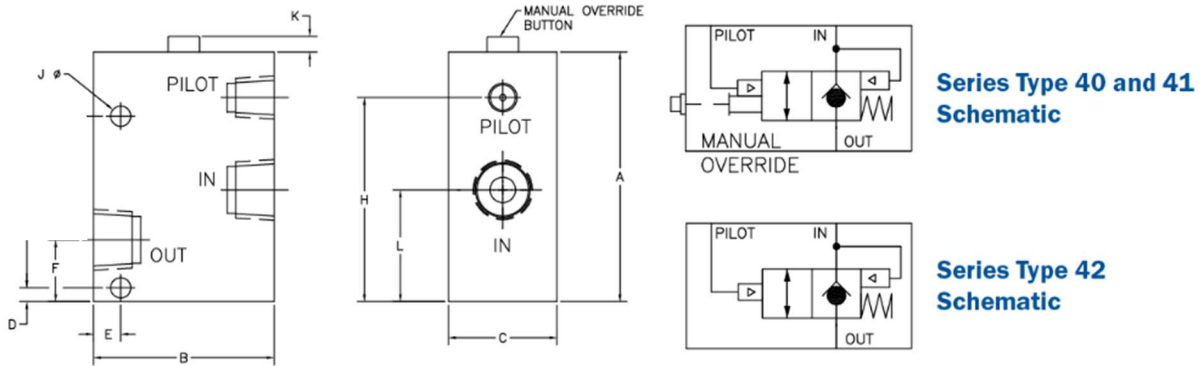 K
J ø
PILOT
IN
OUT
F
D
E
B
MANUAL OVERRIDE
BUTTON
PILOT
IN
H
L
A
C
PILOT
IN
MANUAL
OVERRIDE
OUT
Series Type 40 and 41
Schematic
PILOT
IN
OUT
Series Type 42
Schematic